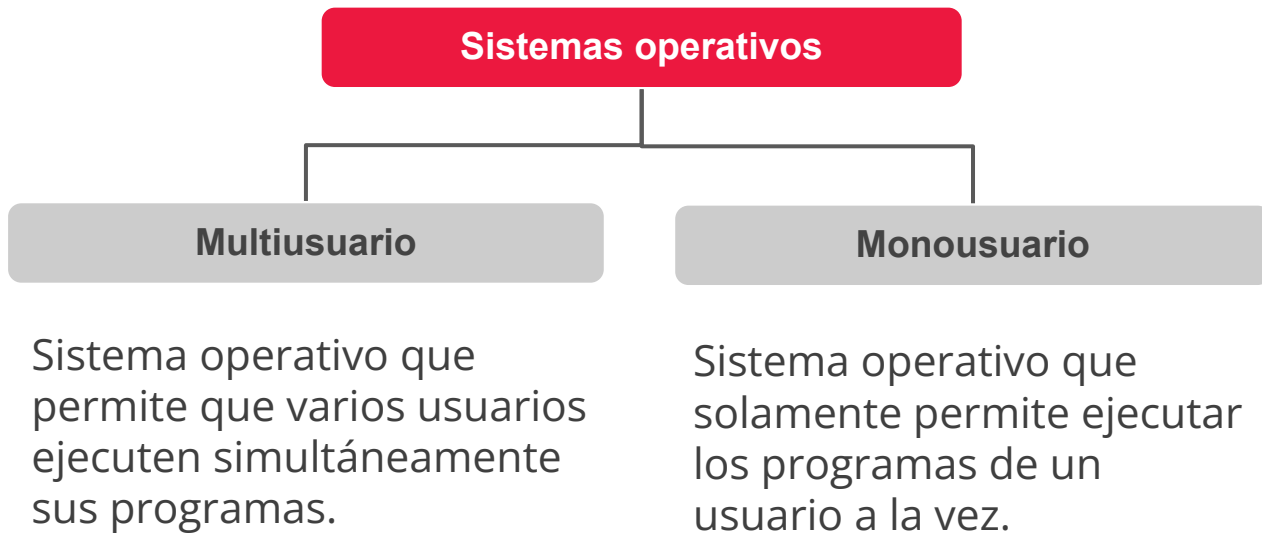 Sistemas operativos
Multiusuario
Monousuario
Sistema operativo que
permite que varios usuarios
ejecuten simultáneamente
sus programas.
Sistema operativo que
solamente permite ejecutar
los programas de un
usuario a la vez.